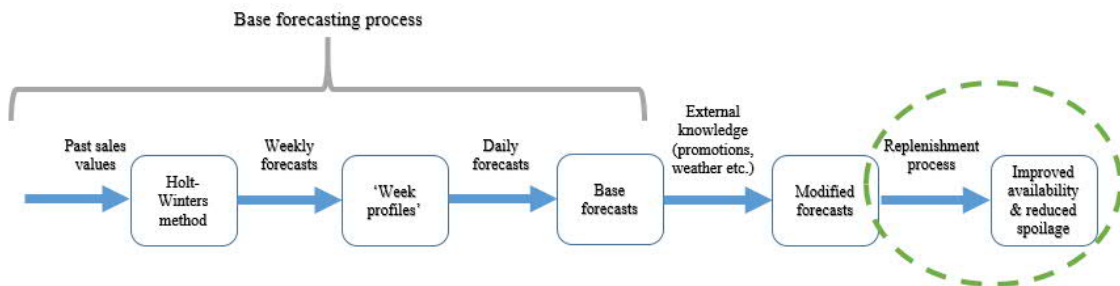 Base forecasting process
Past sales
values
Holt-
Winters
method
Weekly
forecasts
‘Week
profiles’
Daily
forecasts
Base
forecasts
External
knowledge
(promotions,
weather etc.)
Modified
forecasts
Replenishment
process
Improved
availability
& reduced
spoilage